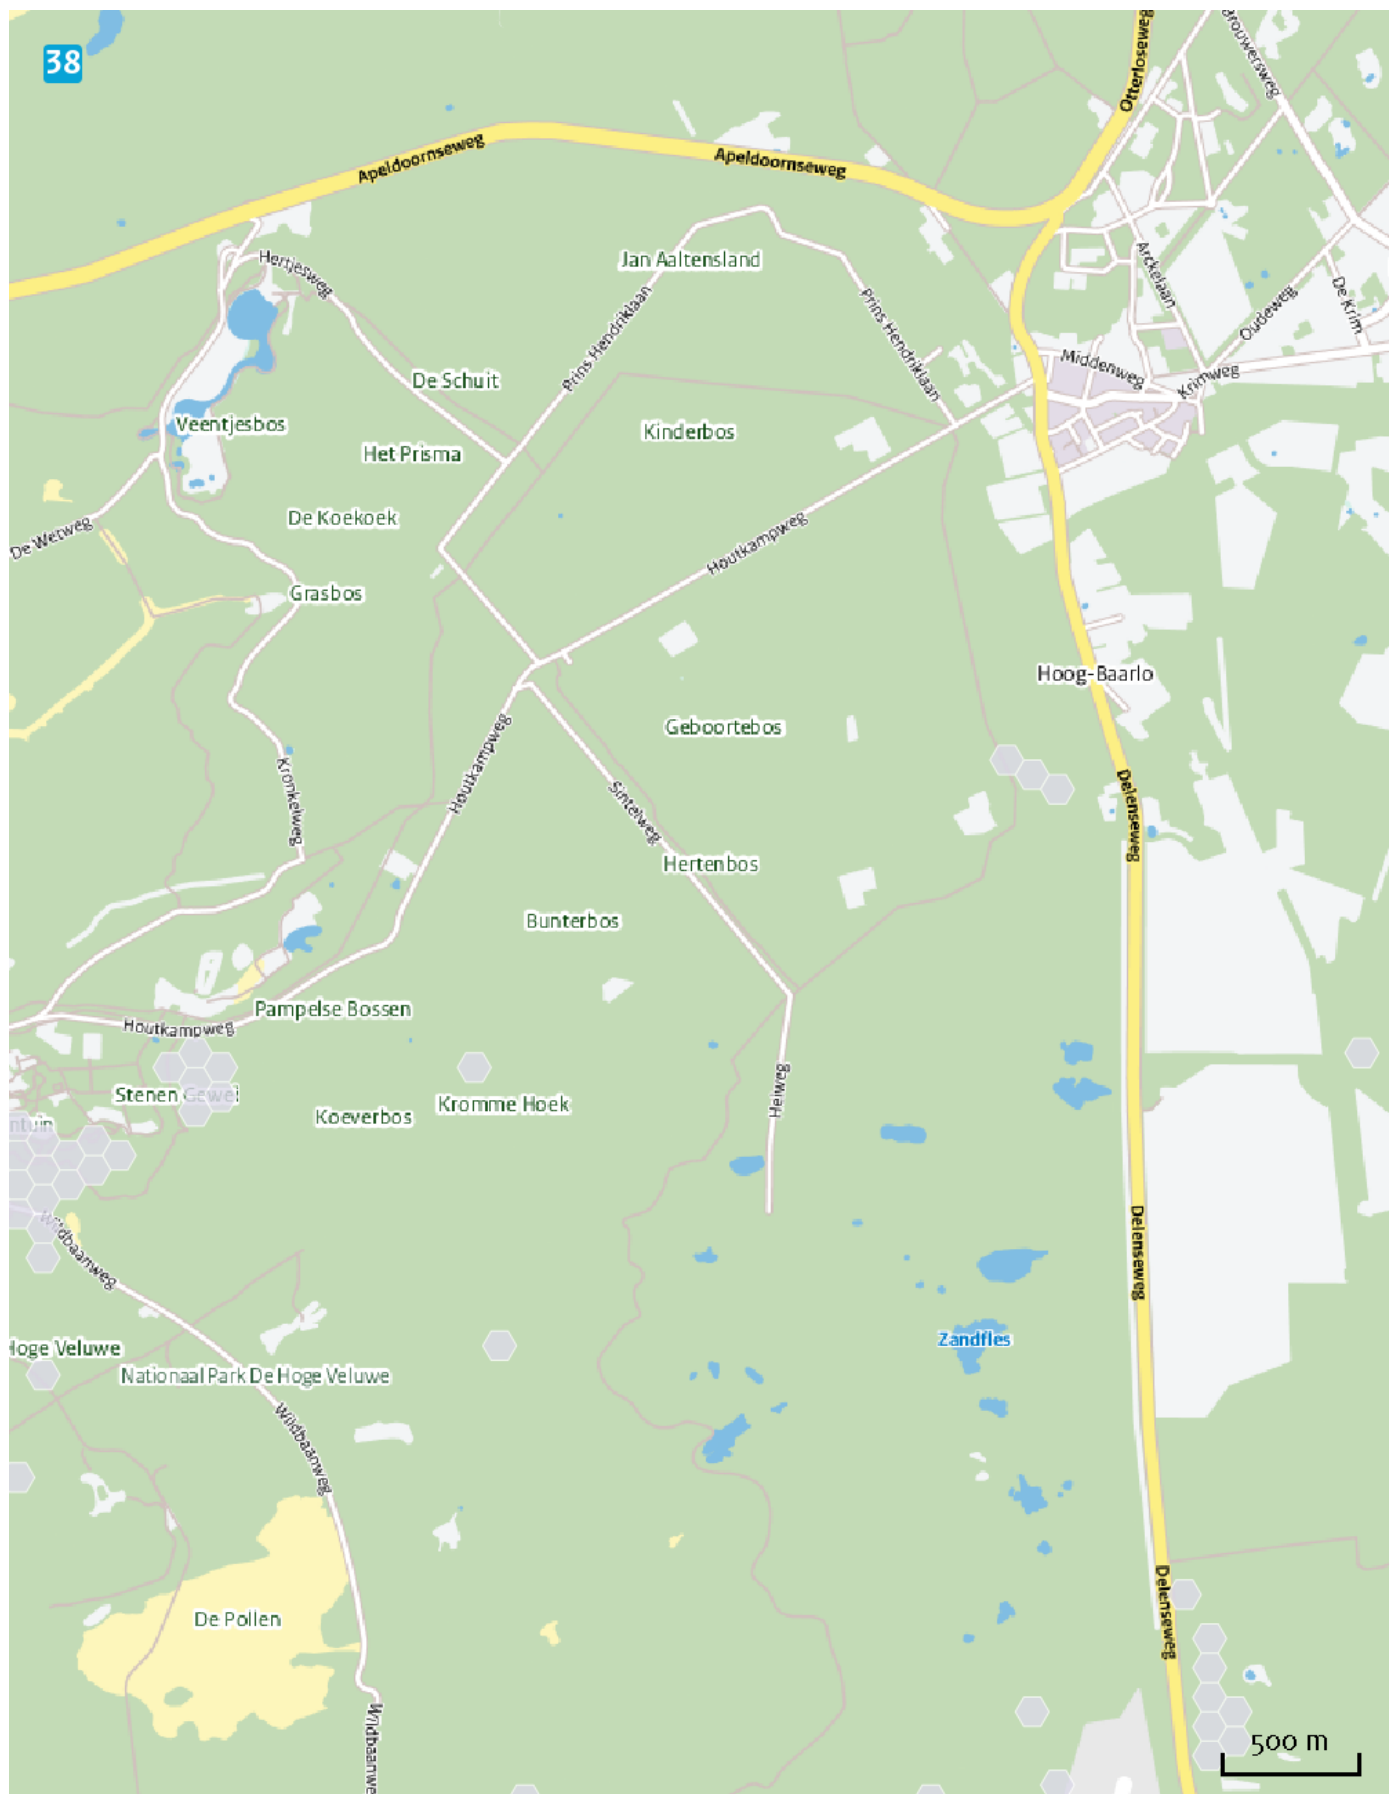 38
Otterloseweg
Brouwersweg
Apeldoornseweg
Apeldoornseweg
Hertjesweg
Jan Aaltensland
Arckelaan
De Krim
Oudeweg
Prins Hendriklaan
Prins Hendriklaan
Middenweg
Krimweg
De Schuit
Veentjesbos
Kinderbos
Het Prisma
De Koekoek
De Wetweg
Houtkampweg
Grasbos
Hoog-Baarlo
Geboortebos
Houtkampweg
Kronkelweg
Sintelweg
Delenseweg
Hertenbos
Bunterbos
Pampelse Bossen
Houtkampweg
Heiweg
Stenen Gewei
Kromme Hoek
Koeverbos
ntuin
Wildbaanweg
Delenseweg
Zandfles
Hoge Veluwe
Nationaal Park De Hoge Veluwe
Wildbaanweg
De Pollen
Delenseweg
Wildbaanwe
500 m